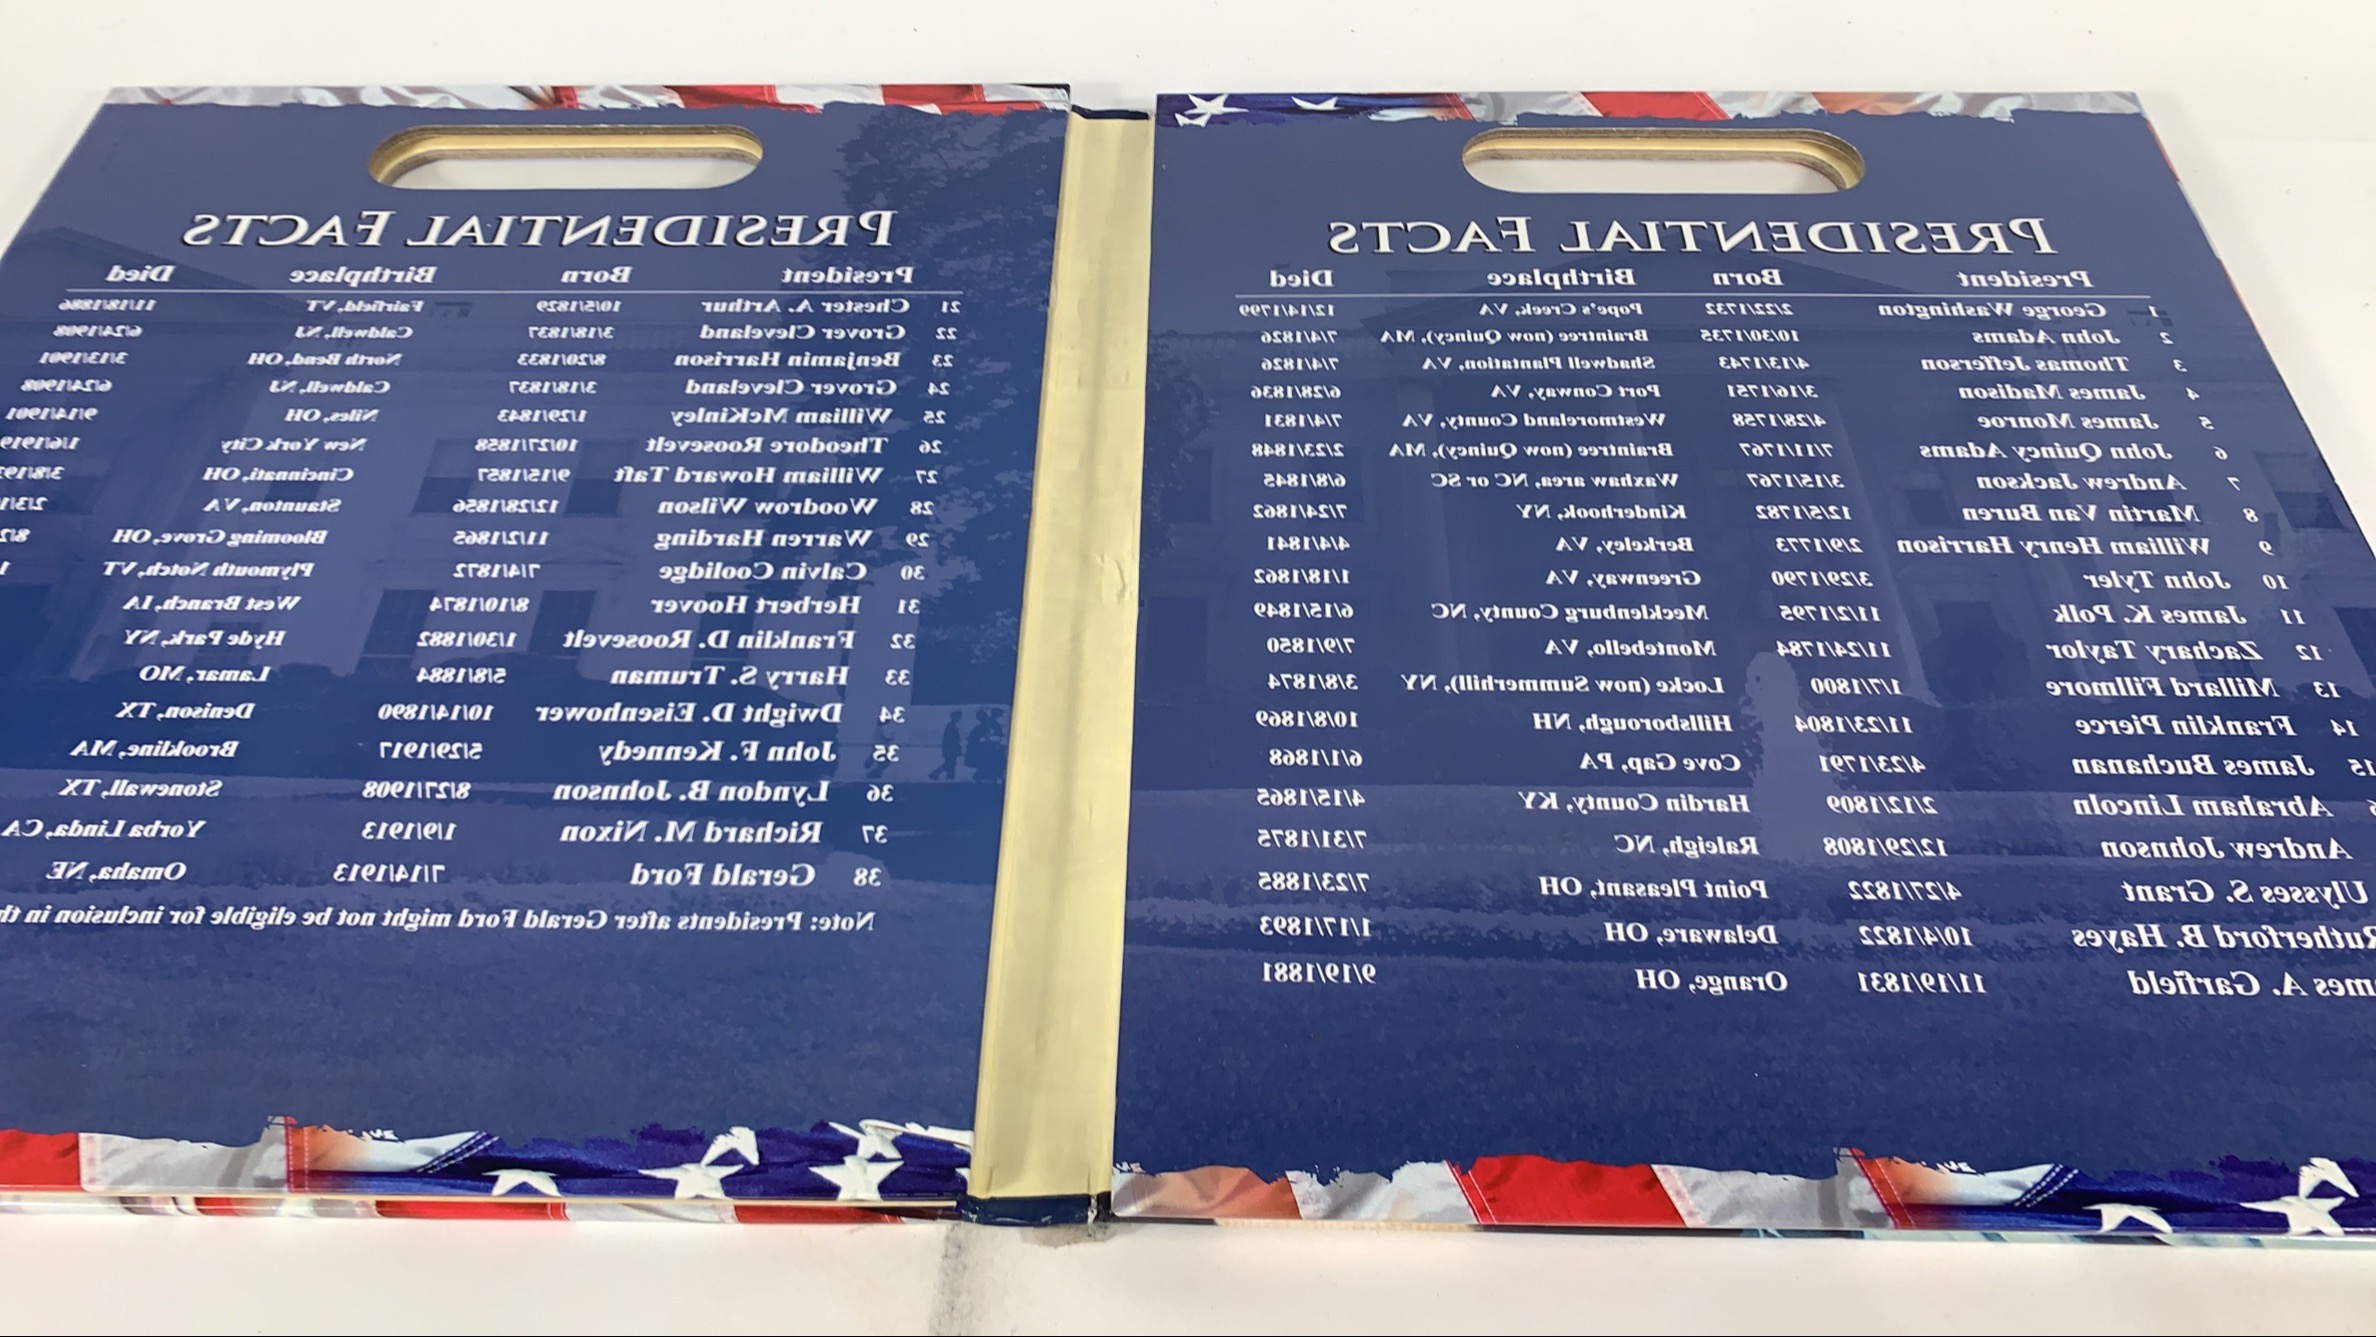 PRESIDENTIAL FACTS
President Born Birthplace Died
1 George Washington 2/22/1732 Pope's Creek, VA 12/14/1799
2 John Adams 10/30/1735 Braintree (now Quincy), MA 7/4/1826
3 Thomas Jefferson 4/13/1743 Shadwell Plantation, VA 7/4/1826
4 James Madison 3/16/1751 Port Conway, VA 6/28/1836
5 James Monroe 4/28/1758 Westmoreland County, VA 7/4/1831
6 John Quincy Adams 7/11/1767 Braintree (now Quincy), MA 2/23/1848
7 Andrew Jackson 3/15/1767 Waxhaw area, NC or SC 6/8/1845
8 Martin Van Buren 12/5/1782 Kinderhook, NY 7/24/1862
9 William Henry Harrison 2/9/1773 Berkeley, VA 4/4/1841
10 John Tyler 3/29/1790 Greenway, VA 1/18/1862
11 James K. Polk 11/2/1795 Mecklenburg County, NC 6/15/1849
12 Zachary Taylor 11/24/1784 Montebello, VA 7/9/1850
13 Millard Fillmore 1/7/1800 Locke (now Summerhill), NY 3/8/1874
14 Franklin Pierce 11/23/1804 Hillsborough, NH 10/8/1869
15 James Buchanan 4/23/1791 Cove Gap, PA 6/1/1868
6 Abraham Lincoln 2/12/1809 Hardin County, KY 4/15/1865
Andrew Johnson 12/29/1808 Raleigh, NC 7/31/1875
Ulysses S. Grant 4/27/1822 Point Pleasant, OH 7/23/1885
Rutherford B. Hayes 10/4/1822 Delaware, OH 1/17/1893
mes A. Garfield 11/19/1831 Orange, OH 9/19/1881
PRESIDENTIAL FACTS
President Born Birthplace Died
21 Chester A. Arthur 10/5/1829 Fairfield, VT 11/18/1886
22 Grover Cleveland 3/18/1837 Caldwell, NJ 6/24/1908
23 Benjamin Harrison 8/20/1833 North Bend, OH 3/13/1901
24 Grover Cleveland 3/18/1837 Caldwell, NJ 6/24/1908
25 William McKinley 1/29/1843 Niles, OH 9/14/1901
26 Theodore Roosevelt 10/27/1858 New York City 1/6/1919
27 William Howard Taft 9/15/1857 Cincinnati, OH 3/8/193
28 Woodrow Wilson 12/28/1856 Staunton, VA 2/3/1
29 Warren Harding 11/2/1865 Blooming Grove, OH 8/2
30 Calvin Coolidge 7/4/1872 Plymouth Notch, VT 1
31 Herbert Hoover 8/10/1874 West Branch, IA
32 Franklin D. Roosevelt 1/30/1882 Hyde Park, NY
33 Harry S. Truman 5/8/1884 Lamar, MO
34 Dwight D. Eisenhower 10/14/1890 Denison, TX
35 John F. Kennedy 5/29/1917 Brookline, MA
36 Lyndon B. Johnson 8/27/1908 Stonewall, TX
37 Richard M. Nixon 1/9/1913 Yorba Linda, CA
38 Gerald Ford 7/14/1913 Omaha, NE
Note: Presidents after Gerald Ford might not be eligible for inclusion in th